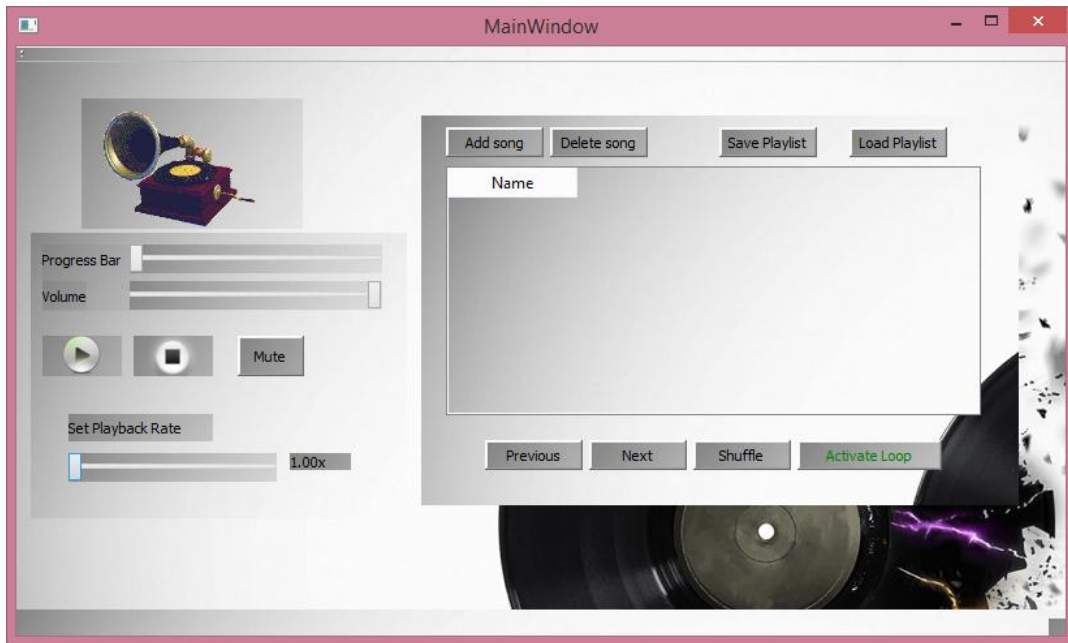 MainWindow
Add song Delete song Save Playlist Load Playlist
Name
Progress Bar
Volume
Mute
Set Playback Rate
1.00x
Previous Next Shuffle Activate Loop